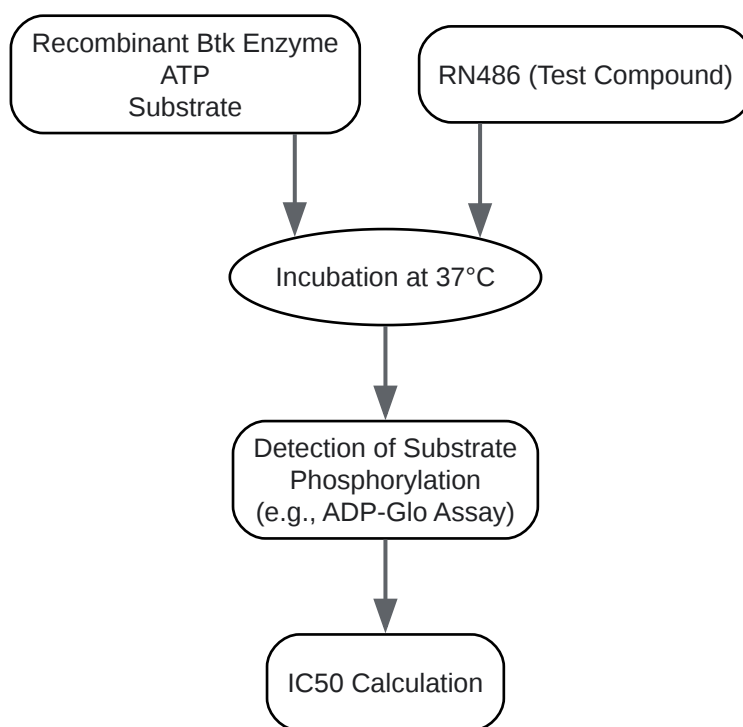 Recombinant Btk Enzyme
ATP
Substrate
RN486 (Test Compound)
Incubation at 37°C
Detection of Substrate
Phosphorylation
(e.g., ADP-Glo Assay)
IC50 Calculation